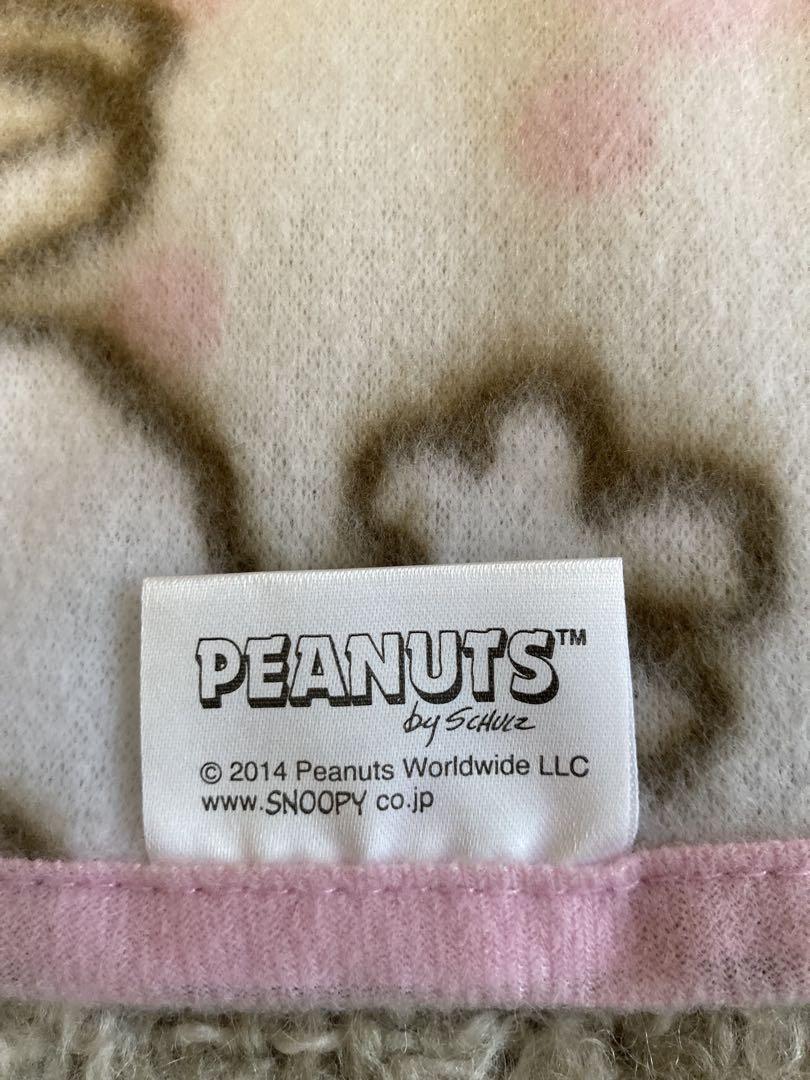 PEANUTS™
by SCHULZ
© 2014 Peanuts Worldwide LLC
www.SNOOPY co.jp